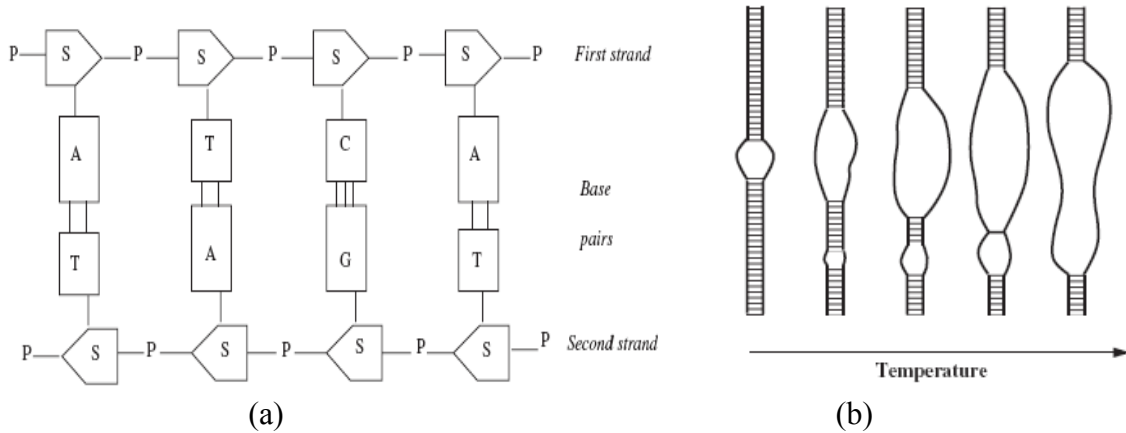 P S P S P S P S P First strand
A T C A
Base
pairs
T A G T
P S P S P S P S P Second strand
Temperature
(a) (b)